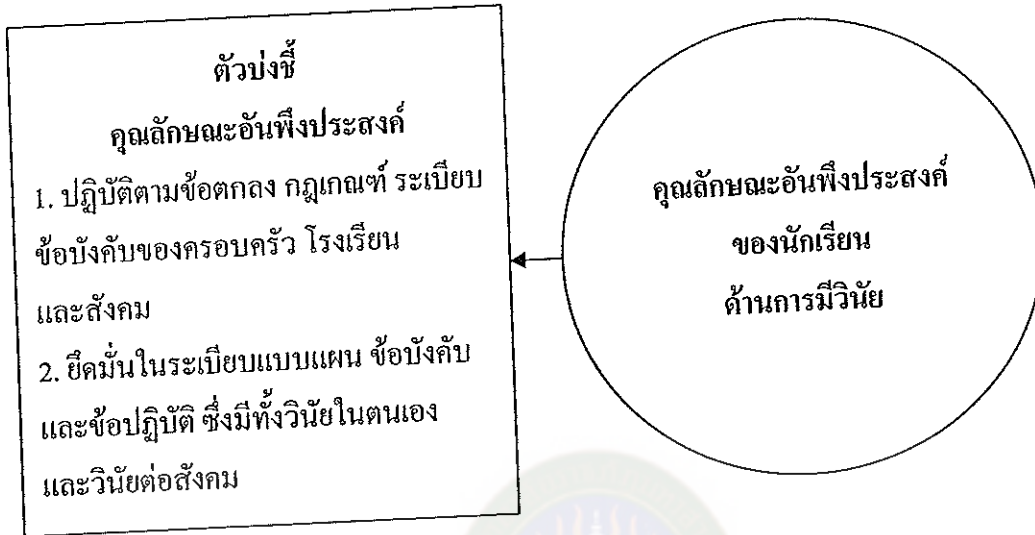 ตัวบ่งชี้
คุณลักษณะอันพึงประสงค์
1. ปฏิบัติตามข้อตกลง กฎเกณฑ์ ระเบียบ
ข้อบังคับของครอบครัว โรงเรียน
และสังคม
2. ยึดมั่นในระเบียบแบบแผน ข้อบังคับ
และข้อปฏิบัติ ซึ่งมีทั้งวินัยในตนเอง
และวินัยต่อสังคม
คุณลักษณะอันพึงประสงค์
ของนักเรียน
ด้านการมีวินัย